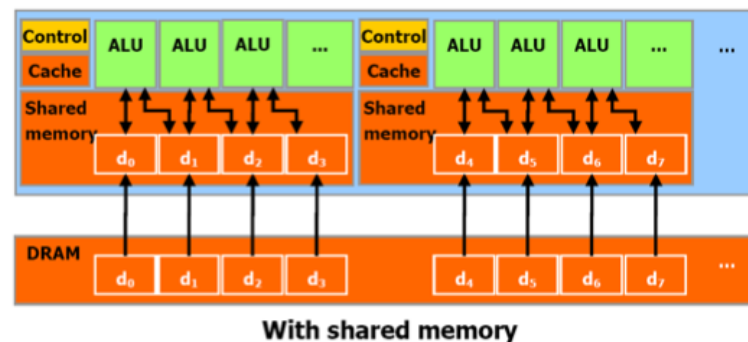 Control ALU ALU ALU ... Control ALU ALU ALU ... ...
Cache Cache
Shared memory Shared memory
d₀ d₁ d₂ d₃ d₄ d₅ d₆ d₇
DRAM
d₀ d₁ d₂ d₃ d₄ d₅ d₆ d₇ ...
With shared memory